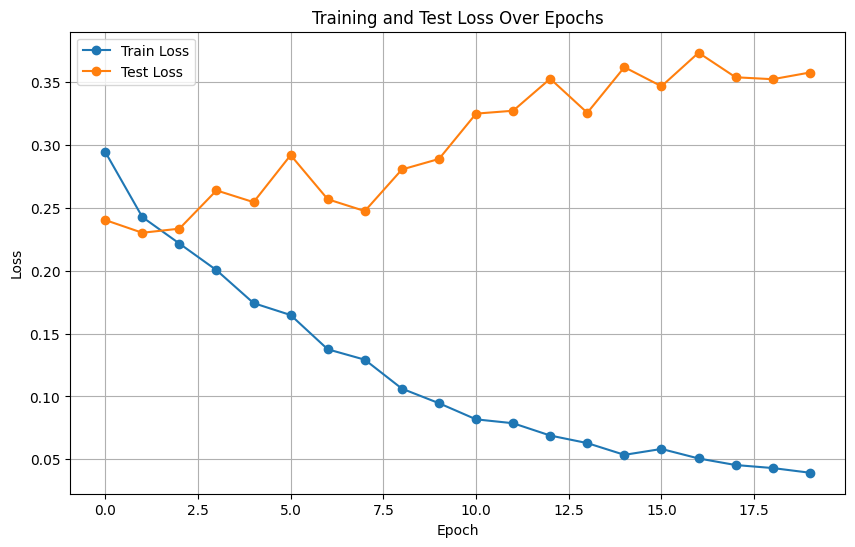 Training and Test Loss Over Epochs
Train Loss
Test Loss
0.35
0.30
0.25
0.20
0.15
0.10
0.05
Loss
0.0 2.5 5.0 7.5 10.0 12.5 15.0 17.5
Epoch